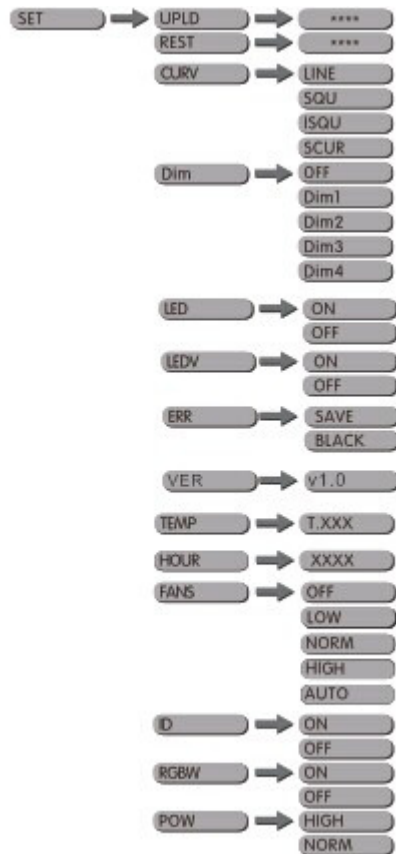 SET UPLD ****
REST ****
CURV LINE
SQU
ISQU
SCUR
Dim OFF
Dim1
Dim2
Dim3
Dim4
LED ON
OFF
LEDV ON
OFF
ERR SAVE
BLACK
VER v1.0
TEMP T.XXX
HOUR XXXX
FANS OFF
LOW
NORM
HIGH
AUTO
ID ON
OFF
RGBW ON
OFF
POW HIGH
NORM